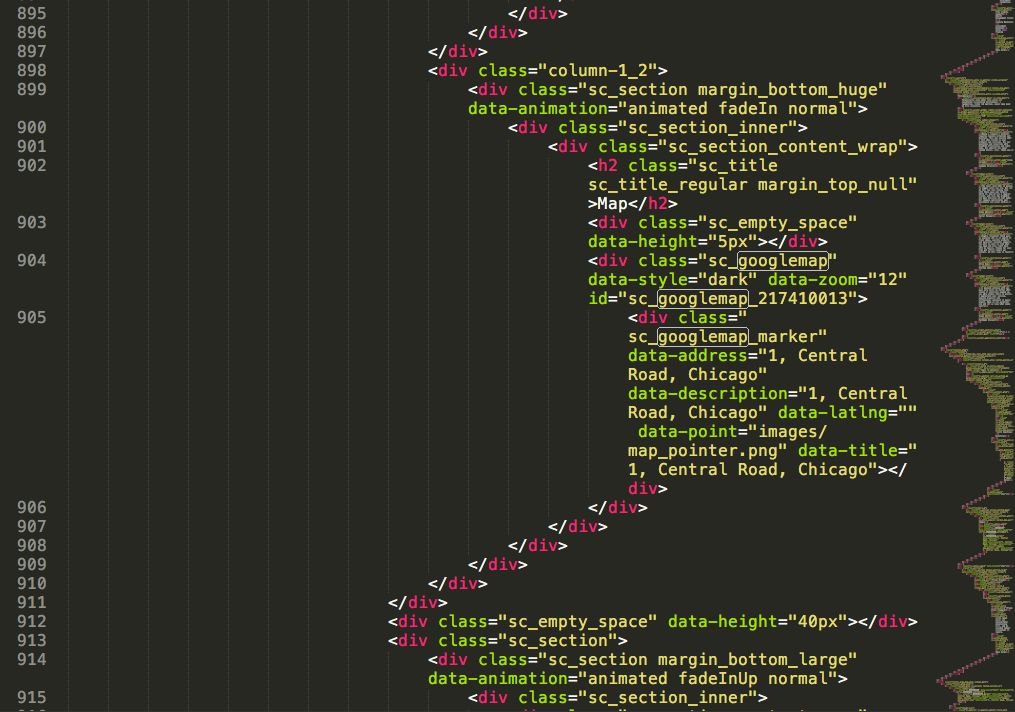 895 </div>
896 </div>
897 </div>
898 <div class="column-1_2">
899 <div class="sc_section margin_bottom_huge"
data-animation="animated fadeIn normal">
900 <div class="sc_section_inner">
901 <div class="sc_section_content_wrap">
902 <h2 class="sc_title
sc_title_regular margin_top_null"
>Map</h2>
903 <div class="sc_empty_space"
data-height="5px"></div>
904 <div class="sc_googlemap"
data-style="dark" data-zoom="12"
id="sc_googlemap_217410013">
905 <div class="
sc_googlemap_marker"
data-address="1, Central
Road, Chicago"
data-description="1, Central
Road, Chicago" data-latlng=""
data-point="images/
map_pointer.png" data-title="
1, Central Road, Chicago"></
div>
906 </div>
907 </div>
908 </div>
909 </div>
910 </div>
911 </div>
912 <div class="sc_empty_space" data-height="40px"></div>
913 <div class="sc_section">
914 <div class="sc_section margin_bottom_large"
data-animation="animated fadeInUp normal">
915 <div class="sc_section_inner">